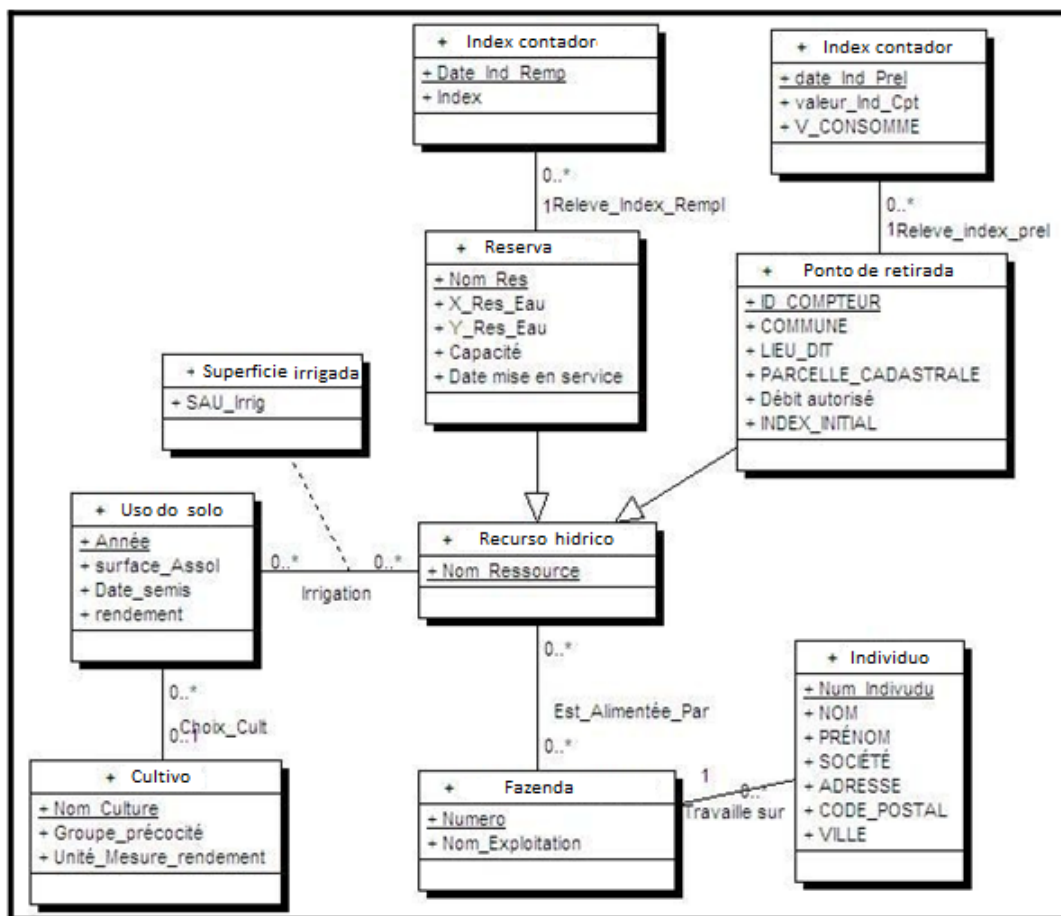 + Index contador
+ Date_Ind_Remp
+ Index
0..*
1Releve_Index_Rempl
+ Index contador
+ date_Ind_Prel
+ valeur_Ind_Cpt
+ V_CONSOMME
0..*
1Releve_index_prel
+ Reserva
+ Nom_Res
+ X_Res_Eau
+ Y_Res_Eau
+ Capacité
+ Date mise en service
+ Ponto de retirada
+ ID_COMPTEUR
+ COMMUNE
+ LIEU_DIT
+ PARCELLE_CADASTRALE
+ Débit autorisé
+ INDEX_INITIAL
+ Superficie irrigada
+ SAU_Irrig
+ Uso do solo
+ Année
+ surface_Assol
+ Date_semis
+ rendement
0..*
0..*
Irrigation
+ Recurso hidrico
+ Nom_Ressource
0..*
Choix_Cult
0..1
0..*
Est_Alimentée_Par
0..*
+ Cultivo
+ Nom_Culture
+ Groupe_précocité
+ Unité_Mesure_rendement
+ Fazenda
+ Numero
+ Nom_Exploitation
1
0..*
Travaille sur
+ Individuo
+ Num_Indivudu
+ NOM
+ PRÉNOM
+ SOCIÉTÉ
+ ADRESSE
+ CODE_POSTAL
+ VILLE